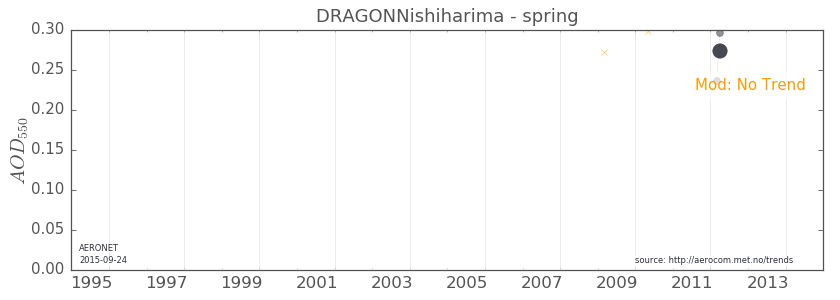 DRAGONNishiharima - spring
0.30
0.25
0.20
0.15
0.10
0.05
0.00
AOD550
Mod: No Trend
AERONET
2015-09-24
source: http://aerocom.met.no/trends
1995 1997 1999 2001 2003 2005 2007 2009 2011 2013